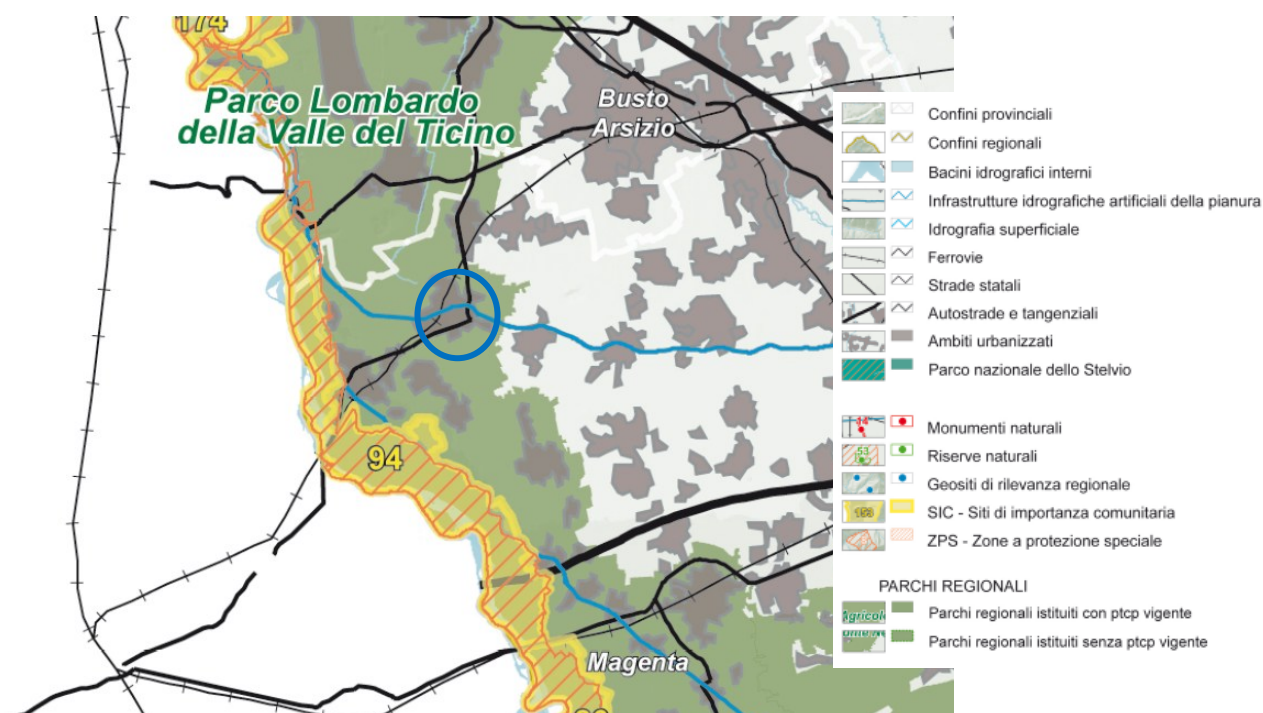 174
Parco Lombardo
della Valle del Ticino
Busto
Arsizio
94
Magenta
Confini provinciali
Confini regionali
Bacini idrografici interni
Infrastrutture idrografiche artificiali della pianura
Idrografia superficiale
Ferrovie
Strade statali
Autostrade e tangenziali
Ambiti urbanizzati
Parco nazionale dello Stelvio
14
Monumenti naturali
53
Riserve naturali
Geositi di rilevanza regionale
SIC - Siti di importanza comunitaria
ZPS - Zone a protezione speciale
PARCHI REGIONALI
Agricol
Parchi regionali istituiti con ptcp vigente
Parchi regionali istituiti senza ptcp vigente